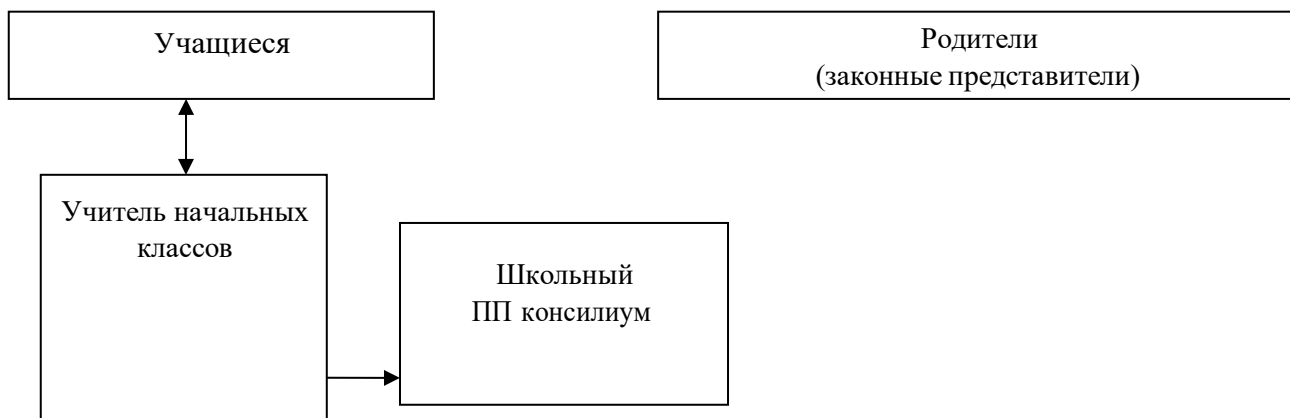 Учащиеся
Родители
(законные представители)
Учитель начальных
классов
Школьный
ПП консилиум